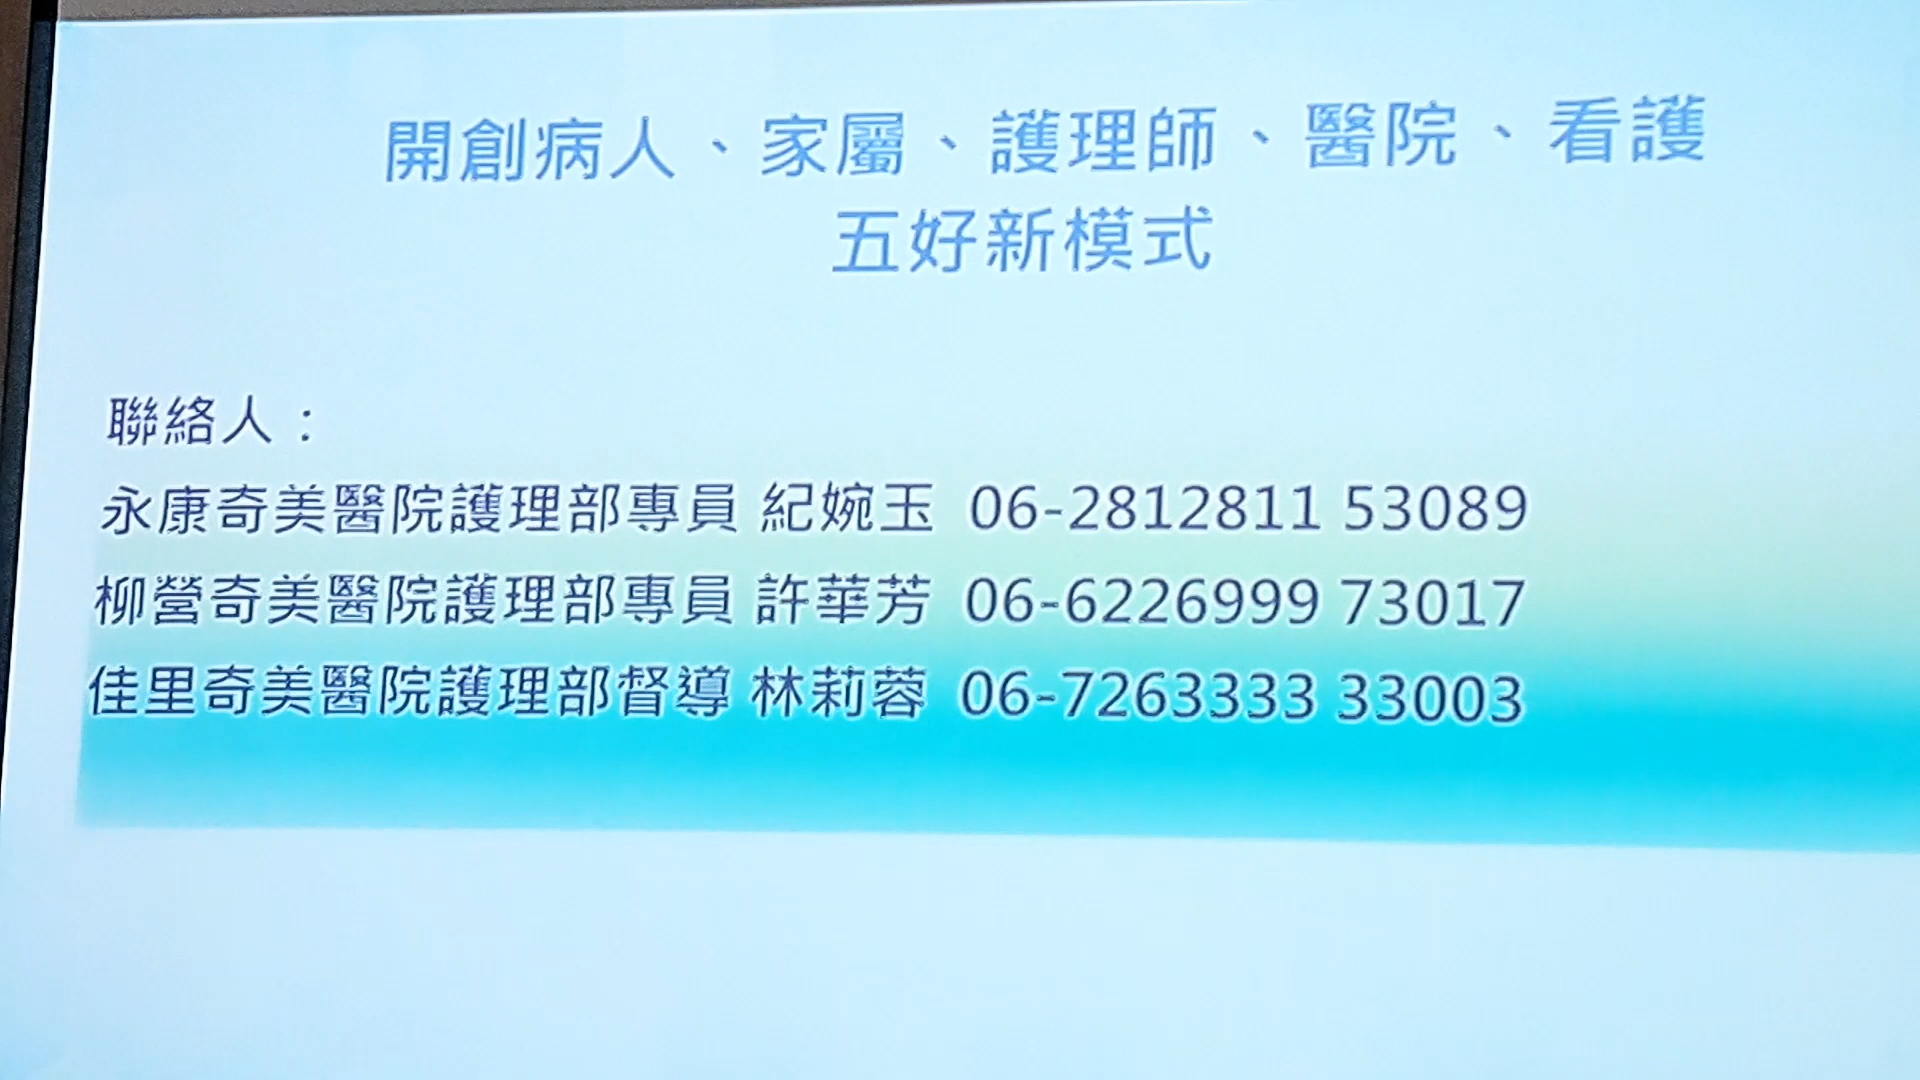 開創病人、家屬、護理師、醫院、看護
五好新模式
聯絡人：
永康奇美醫院護理部專員 紀婉玉 06-2812811 53089
柳營奇美醫院護理部專員 許華芳 06-6226999 73017
佳里奇美醫院護理部督導 林莉蓉 06-7263333 33003